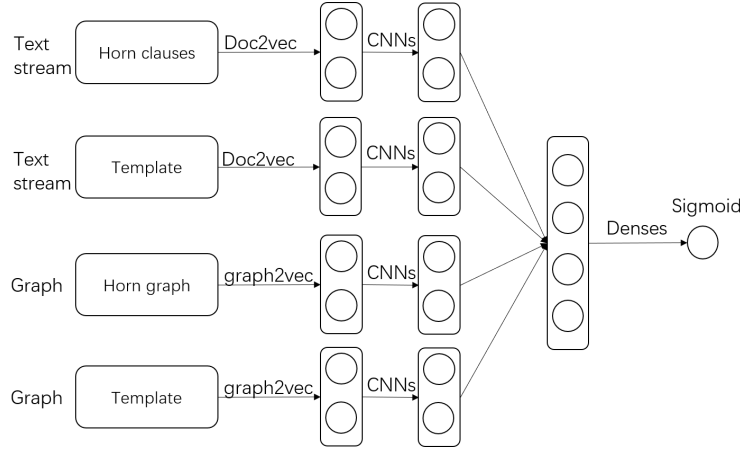 Text
stream
Horn clauses
Doc2vec
CNNs
Text
stream
Template
Doc2vec
CNNs
Sigmoid
Denses
Graph
Horn graph
graph2vec
CNNs
Graph
Template
graph2vec
CNNs